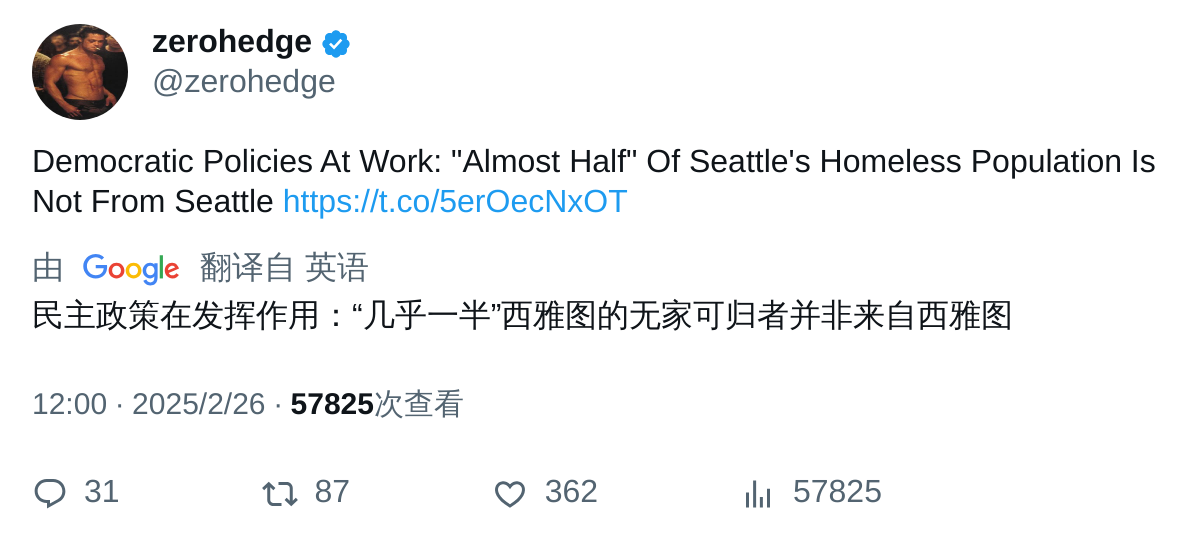 zerohedge
@zerohedge
Democratic Policies At Work: "Almost Half" Of Seattle's Homeless Population Is
Not From Seattle https://t.co/5erOecNxOT
由 Google 翻译自 英语
民主政策在发挥作用：“几乎一半”西雅图的无家可归者并非来自西雅图
12:00 · 2025/2/26 · 57825次查看
31 87 362 57825